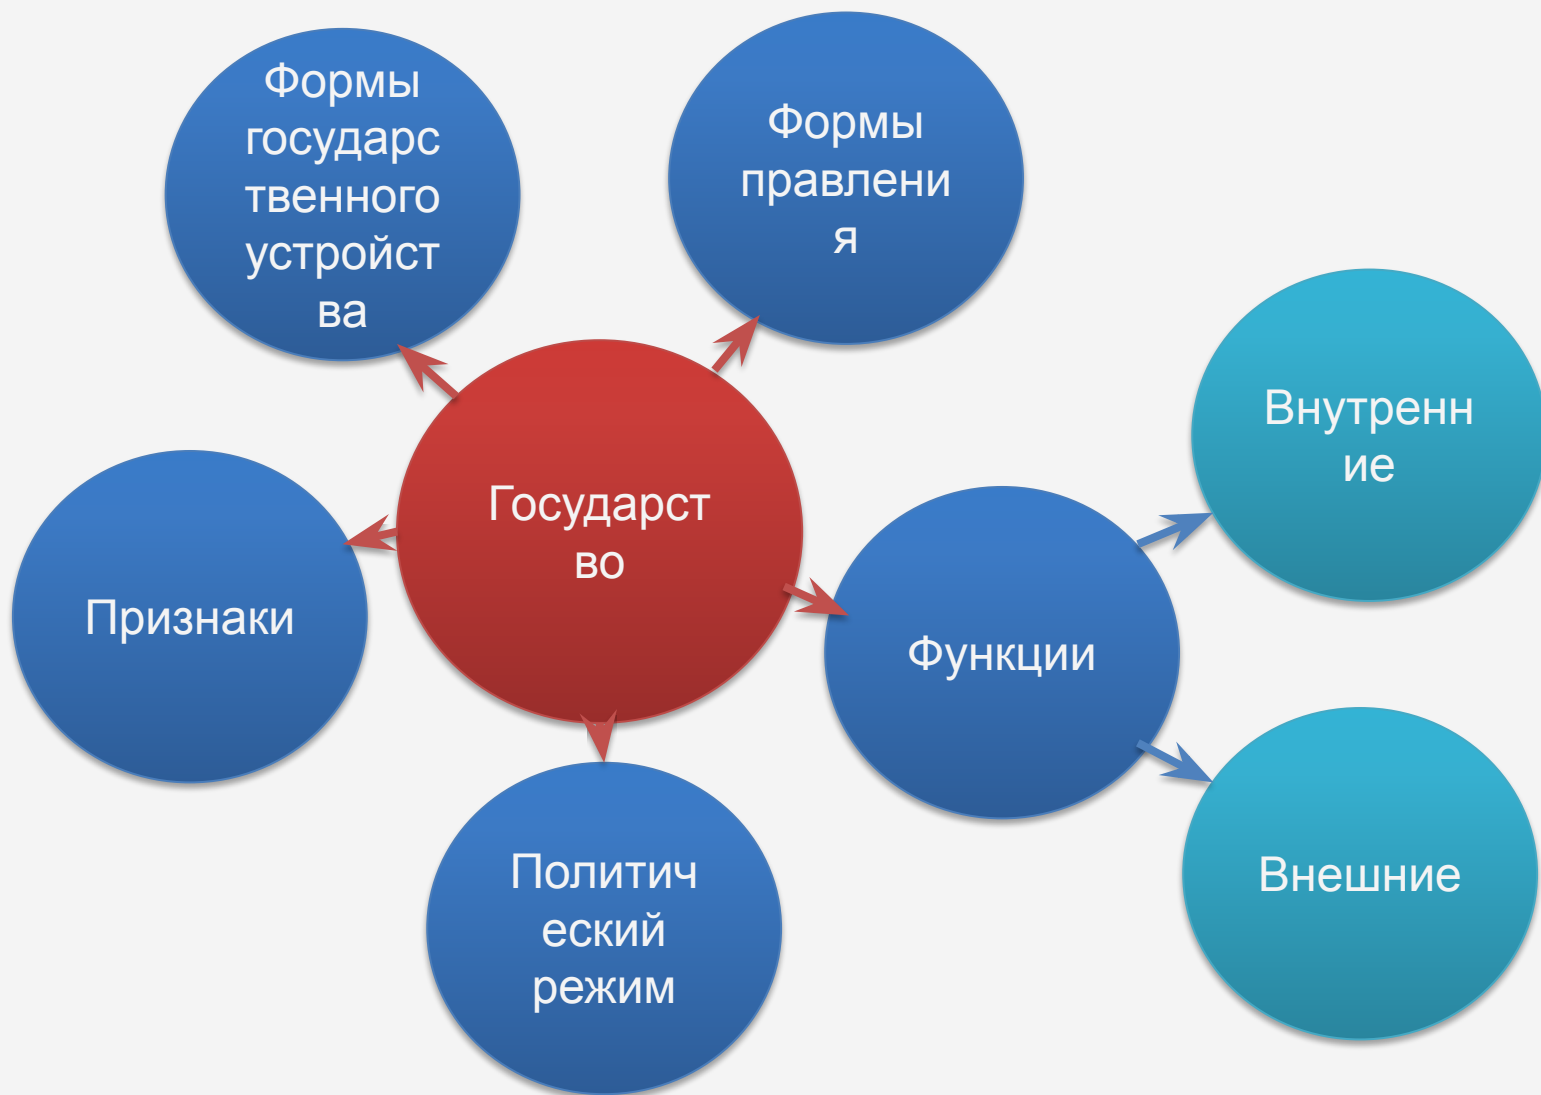 Формы
государс
твенного
устройст
ва
Формы
правлени
я
Внутренн
ие
Государст
во
Признаки
Функции
Политич
еский
режим
Внешние